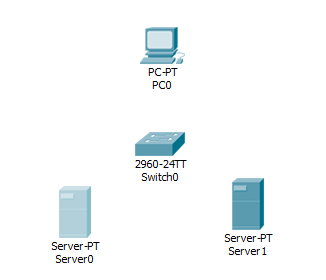 PC-PT
PC0
2960-24TT
Switch0
Server-PT
Server0
Server-PT
Server1